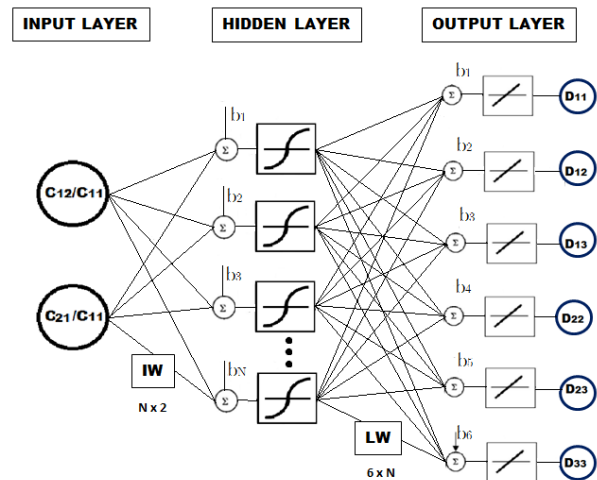 INPUT LAYER
HIDDEN LAYER
OUTPUT LAYER
C12/C11
C21/C11
IW
N x 2
b1
Σ
b2
Σ
b3
Σ
bN
Σ
LW
6 x N
b1
Σ
D11
b2
Σ
D12
b3
Σ
D13
b4
Σ
D22
b5
Σ
D23
b6
Σ
D33